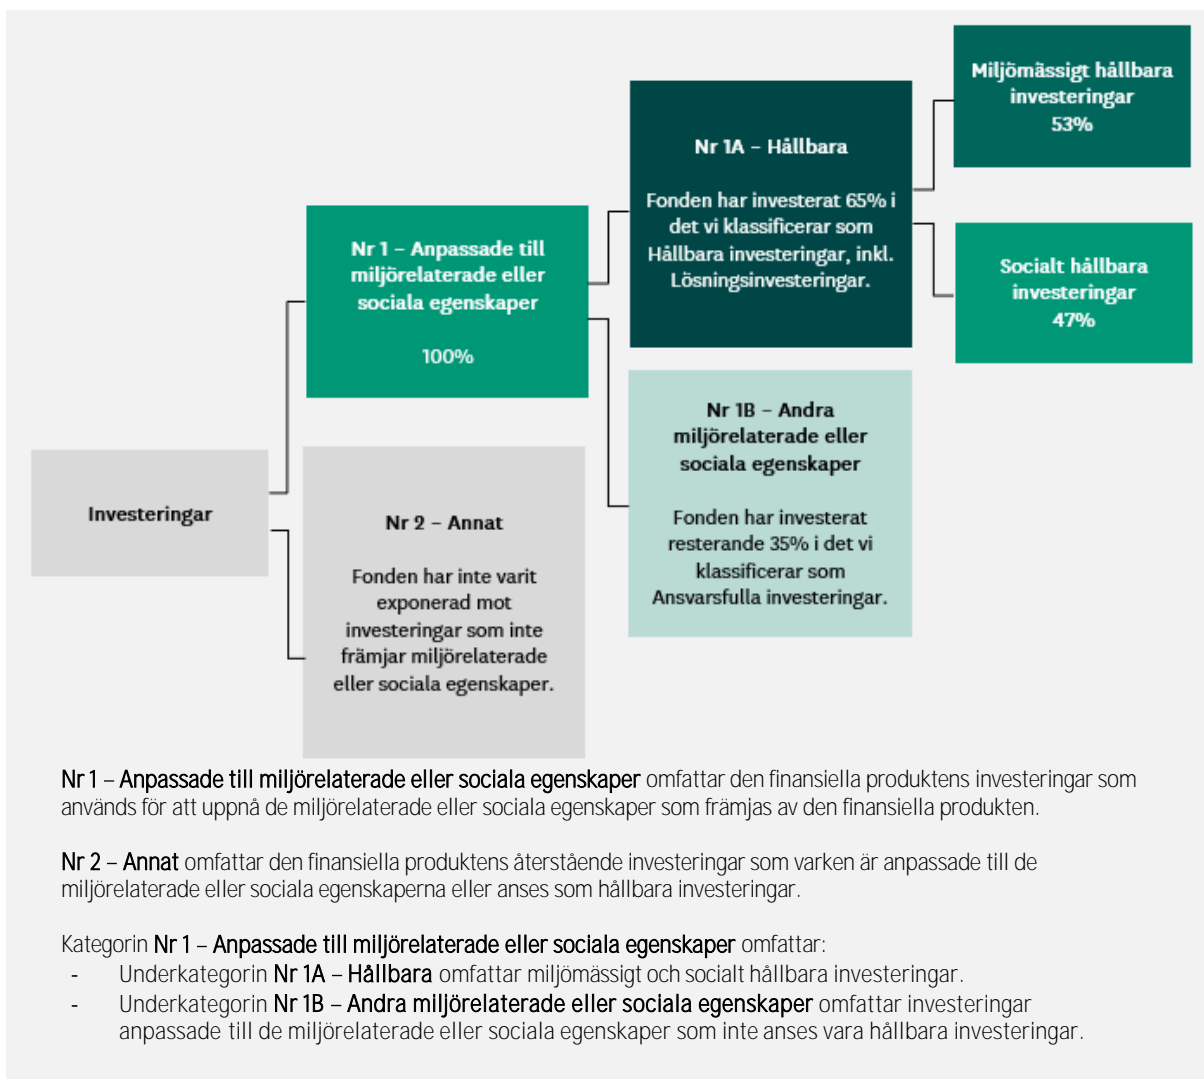 Miljömässigt hållbara
investeringar
53%
Nr 1A – Hållbara
Fonden har investerat 65% i
det vi klassificerar som
Hållbara investeringar, inkl.
Lösningsinvesteringar.
Nr 1 – Anpassade till
miljörelaterade eller
sociala egenskaper
100%
Socialt hållbara
investeringar
47%
Nr 1B – Andra
miljörelaterade eller
sociala egenskaper
Fonden har investerat
resterande 35% i det vi
klassificerar som
Ansvarsfulla investeringar.
Investeringar
Nr 2 – Annat
Fonden har inte varit
exponerad mot
investeringar som inte
främjar miljörelaterade
eller sociala egenskaper.
Nr 1 – Anpassade till miljörelaterade eller sociala egenskaper omfattar den finansiella produktens investeringar som
används för att uppnå de miljörelaterade eller sociala egenskaper som främjas av den finansiella produkten.
Nr 2 – Annat omfattar den finansiella produktens återstående investeringar som varken är anpassade till de
miljörelaterade eller sociala egenskaperna eller anses som hållbara investeringar.
Kategorin Nr 1 – Anpassade till miljörelaterade eller sociala egenskaper omfattar:
- Underkategorin Nr 1A – Hållbara omfattar miljömässigt och socialt hållbara investeringar.
- Underkategorin Nr 1B – Andra miljörelaterade eller sociala egenskaper omfattar investeringar
anpassade till de miljörelaterade eller sociala egenskaper som inte anses vara hållbara investeringar.